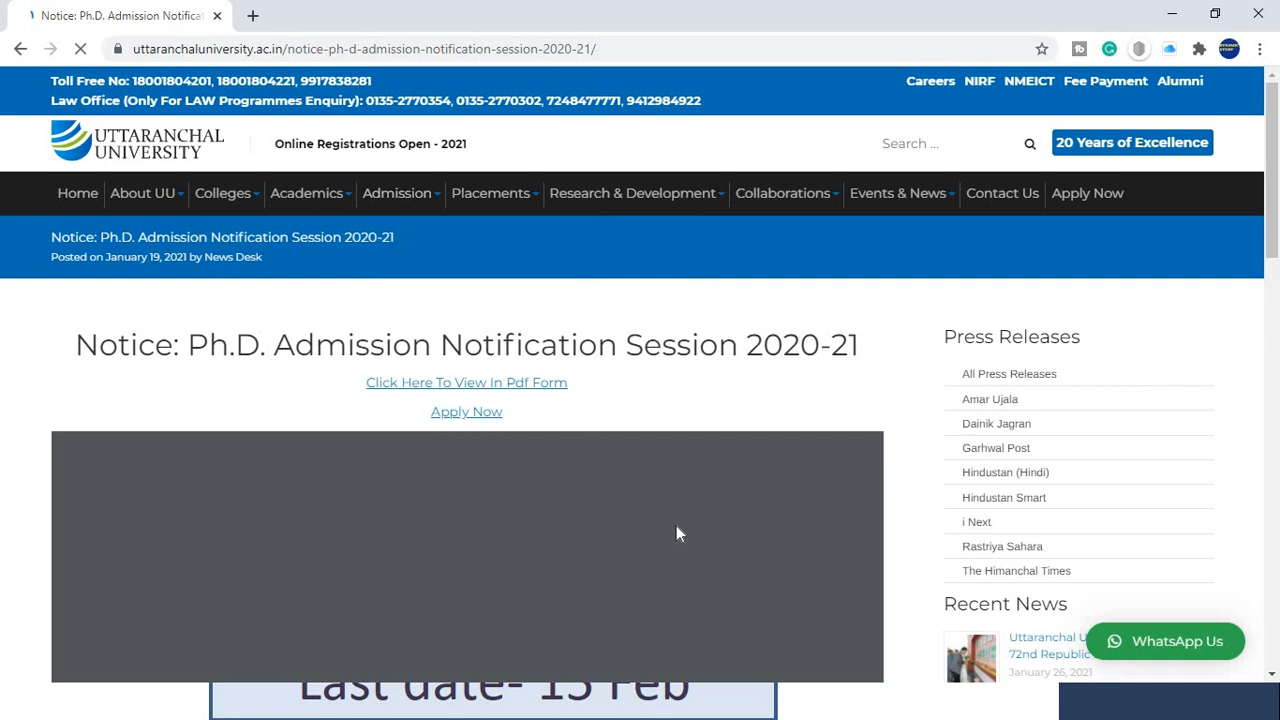 Notice: Ph.D. Admission Notificat
uttaranchaluniversity.ac.in/notice-ph-d-admission-notification-session-2020-21/
Toll Free No: 18001804201, 18001804221, 9917838281
Careers NIRF NMEICT Fee Payment Alumni
Law Office (Only For LAW Programmes Enquiry): 0135-2770354, 0135-2770302, 7248477771, 9412984922
UTTARANCHAL
UNIVERSITY
Online Registrations Open - 2021
Search ...
20 Years of Excellence
Home About UU Colleges Academics Admission Placements Research & Development Collaborations Events & News Contact Us Apply Now
Notice: Ph.D. Admission Notification Session 2020-21
Posted on January 19, 2021 by News Desk
Notice: Ph.D. Admission Notification Session 2020-21
Click Here To View In Pdf Form
Apply Now
Press Releases
All Press Releases
Amar Ujala
Dainik Jagran
Garhwal Post
Hindustan (Hindi)
Hindustan Smart
i Next
Rastriya Sahara
The Himanchal Times
Recent News
Uttaranchal U
72nd Republic
January 26, 2021
WhatsApp Us
Last date- 15 Feb